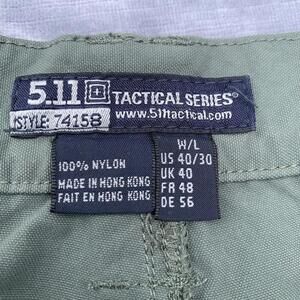 5.11 TACTICAL SERIES®
STYLE: 74158 www.511tactical.com
100% NYLON
MADE IN HONG KONG
FAIT EN HONG KONG
W/L
US 40/30
UK 40
FR 48
DE 56